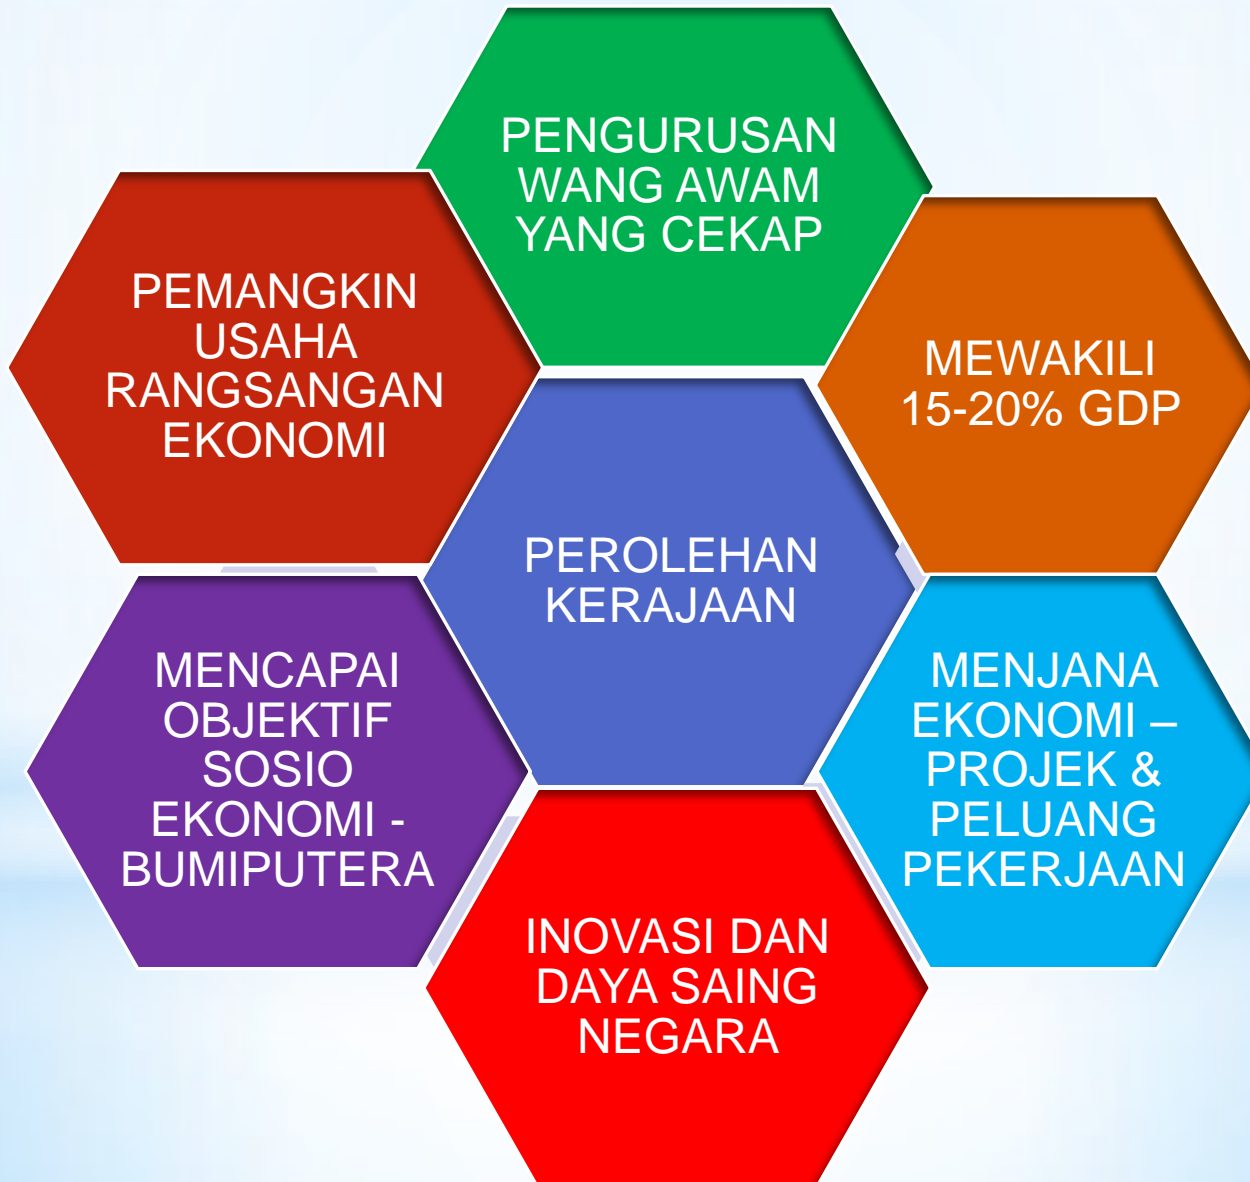 PENGURUSAN
WANG AWAM
YANG CEKAP
PEMANGKIN
USAHA
RANGSANGAN
EKONOMI
MEWAKILI
15-20% GDP
PEROLEHAN
KERAJAAN
MENCAPAI
OBJEKTIF
SOSIO
EKONOMI -
BUMIPUTERA
MENJANA
EKONOMI –
PROJEK &
PELUANG
PEKERJAAN
INOVASI DAN
DAYA SAING
NEGARA